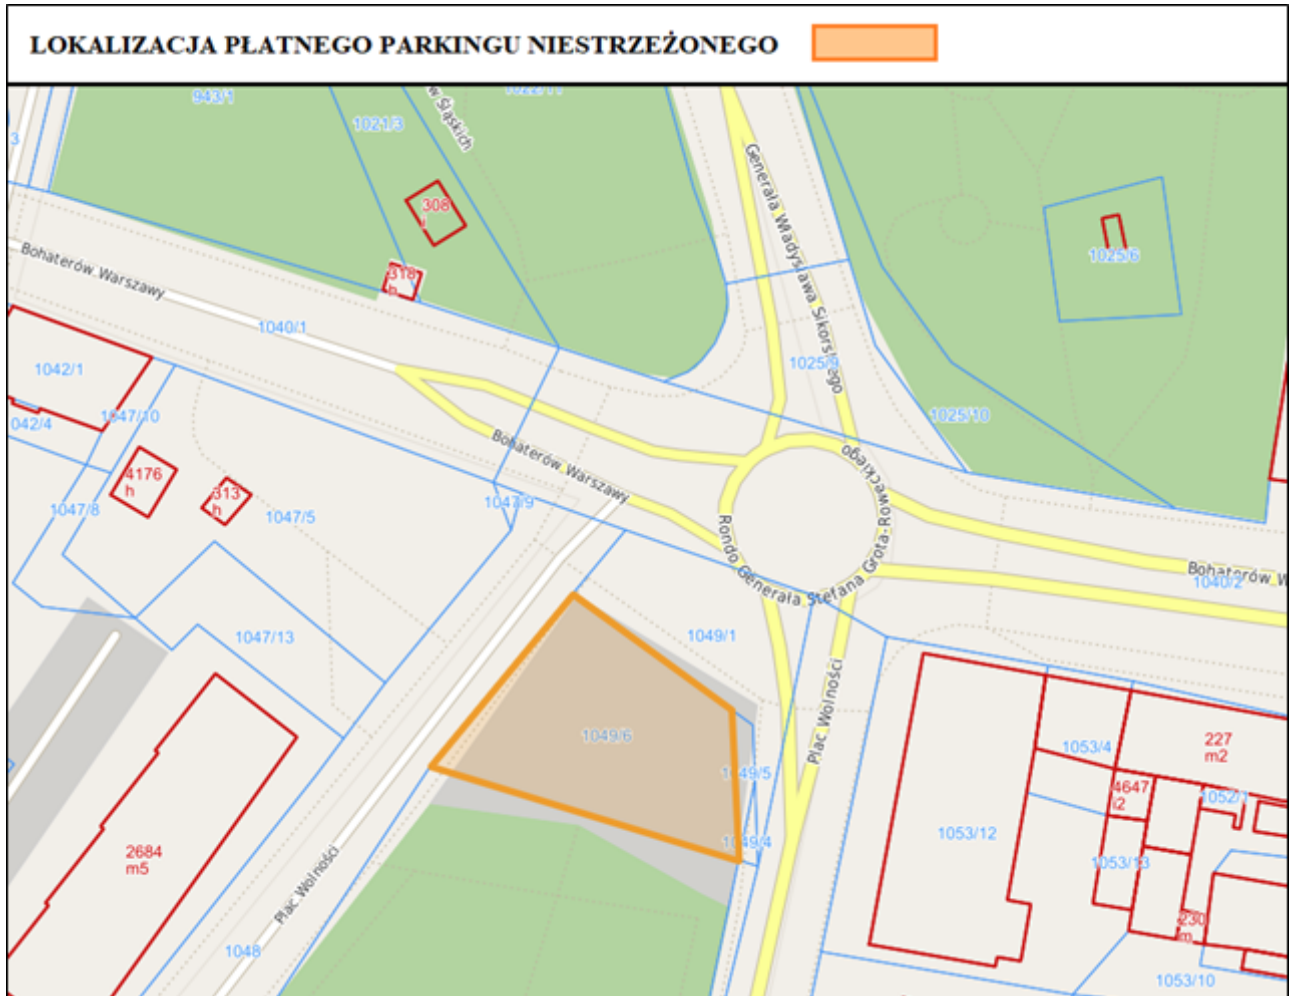 LOKALIZACJA PŁATNEGO PARKINGU NIESTRZEŻONEGO
943/1
1022/11
1021/3
w Śląskich
3
308
i
318
h
Generała Władysława Sikorskiego
1025/6
Bohaterów Warszawy
1040/1
1025/9
1042/1
1047/10
042/4
1025/10
Bohaterów Warszawy
4176
h
313
h
1047/8
1047/5
1047/9
Rondo Generała Stefana Grota-Roweckiego
Bohaterów W
1040/2
1047/13
1049/1
Plac Wolności
1049/6
1049/5
1049/4
1053/4
227
m2
4647
i2
1052/1
1053/12
1053/13
2684
m5
Plac Wolności
1048
230
m
1053/10